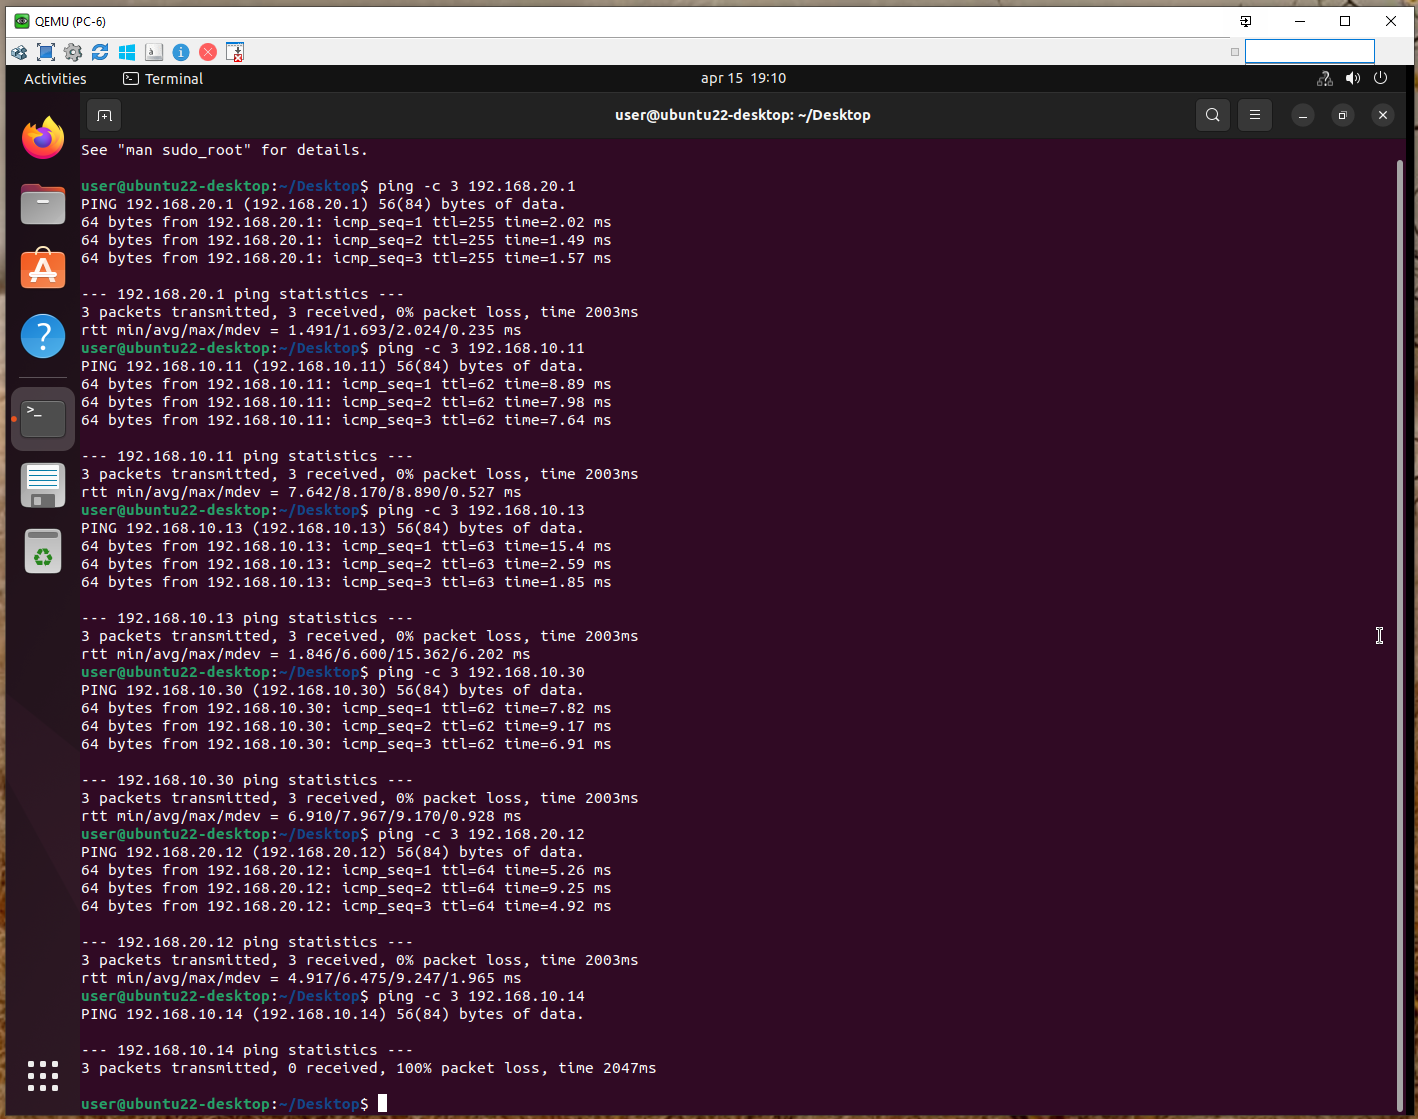 QEMU (PC-6)
Activities
Terminal
apr 15 19:10
user@ubuntu22-desktop: ~/Desktop
See "man sudo_root" for details.
user@ubuntu22-desktop:~/Desktop$ ping -c 3 192.168.20.1
PING 192.168.20.1 (192.168.20.1) 56(84) bytes of data.
64 bytes from 192.168.20.1: icmp_seq=1 ttl=255 time=2.02 ms
64 bytes from 192.168.20.1: icmp_seq=2 ttl=255 time=1.49 ms
64 bytes from 192.168.20.1: icmp_seq=3 ttl=255 time=1.57 ms
--- 192.168.20.1 ping statistics ---
3 packets transmitted, 3 received, 0% packet loss, time 2003ms
rtt min/avg/max/mdev = 1.491/1.693/2.024/0.235 ms
user@ubuntu22-desktop:~/Desktop$ ping -c 3 192.168.10.11
PING 192.168.10.11 (192.168.10.11) 56(84) bytes of data.
64 bytes from 192.168.10.11: icmp_seq=1 ttl=62 time=8.89 ms
64 bytes from 192.168.10.11: icmp_seq=2 ttl=62 time=7.98 ms
64 bytes from 192.168.10.11: icmp_seq=3 ttl=62 time=7.64 ms
--- 192.168.10.11 ping statistics ---
3 packets transmitted, 3 received, 0% packet loss, time 2003ms
rtt min/avg/max/mdev = 7.642/8.170/8.890/0.527 ms
user@ubuntu22-desktop:~/Desktop$ ping -c 3 192.168.10.13
PING 192.168.10.13 (192.168.10.13) 56(84) bytes of data.
64 bytes from 192.168.10.13: icmp_seq=1 ttl=63 time=15.4 ms
64 bytes from 192.168.10.13: icmp_seq=2 ttl=63 time=2.59 ms
64 bytes from 192.168.10.13: icmp_seq=3 ttl=63 time=1.85 ms
--- 192.168.10.13 ping statistics ---
3 packets transmitted, 3 received, 0% packet loss, time 2003ms
rtt min/avg/max/mdev = 1.846/6.600/15.362/6.202 ms
user@ubuntu22-desktop:~/Desktop$ ping -c 3 192.168.10.30
PING 192.168.10.30 (192.168.10.30) 56(84) bytes of data.
64 bytes from 192.168.10.30: icmp_seq=1 ttl=62 time=7.82 ms
64 bytes from 192.168.10.30: icmp_seq=2 ttl=62 time=9.17 ms
64 bytes from 192.168.10.30: icmp_seq=3 ttl=62 time=6.91 ms
--- 192.168.10.30 ping statistics ---
3 packets transmitted, 3 received, 0% packet loss, time 2003ms
rtt min/avg/max/mdev = 6.910/7.967/9.170/0.928 ms
user@ubuntu22-desktop:~/Desktop$ ping -c 3 192.168.20.12
PING 192.168.20.12 (192.168.20.12) 56(84) bytes of data.
64 bytes from 192.168.20.12: icmp_seq=1 ttl=64 time=5.26 ms
64 bytes from 192.168.20.12: icmp_seq=2 ttl=64 time=9.25 ms
64 bytes from 192.168.20.12: icmp_seq=3 ttl=64 time=4.92 ms
--- 192.168.20.12 ping statistics ---
3 packets transmitted, 3 received, 0% packet loss, time 2003ms
rtt min/avg/max/mdev = 4.917/6.475/9.247/1.965 ms
user@ubuntu22-desktop:~/Desktop$ ping -c 3 192.168.10.14
PING 192.168.10.14 (192.168.10.14) 56(84) bytes of data.
--- 192.168.10.14 ping statistics ---
3 packets transmitted, 0 received, 100% packet loss, time 2047ms
user@ubuntu22-desktop:~/Desktop$